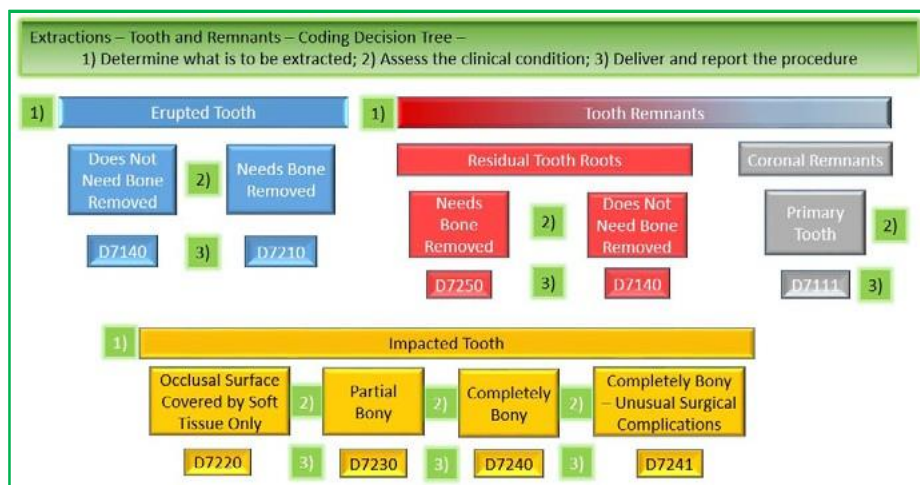 Extractions – Tooth and Remnants – Coding Decision Tree –
1) Determine what is to be extracted; 2) Assess the clinical condition; 3) Deliver and report the procedure
1) Erupted Tooth
Does Not
Need Bone
Removed
2)
Needs Bone
Removed
D7140 3) D7210
1) Tooth Remnants
Residual Tooth Roots
Needs
Bone
Removed
2)
Does Not
Need Bone
Removed
D7250 3) D7140
Coronal Remnants
Primary
Tooth
2)
D7111 3)
1) Impacted Tooth
Occlusal Surface
Covered by Soft
Tissue Only
2)
Partial
Bony
2)
Completely
Bony
2)
Completely Bony
– Unusual Surgical
Complications
D7220 3) D7230 3) D7240 3) D7241